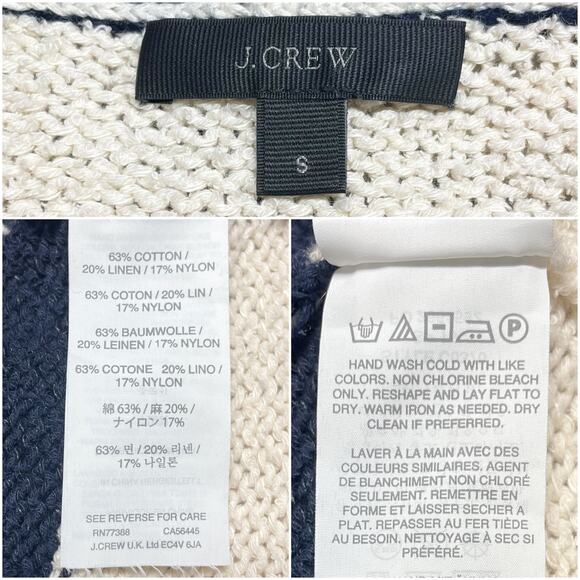 J.CREW
S
63% COTTON /
20% LINEN / 17% NYLON
63% COTON / 20% LIN /
17% NYLON
63% BAUMWOLLE /
20% LEINEN / 17% NYLON
63% COTONE 20% LINO /
17% NYLON
綿 63% / 麻 20% /
ナイロン 17%
63% 면 / 20% 리넨 /
17% 나일론
SEE REVERSE FOR CARE
RN77388 CA56445
J.CREW U.K. Ltd EC4V 6JA
P
HAND WASH COLD WITH LIKE
COLORS. NON CHLORINE BLEACH
ONLY. RESHAPE AND LAY FLAT TO
DRY. WARM IRON AS NEEDED. DRY
CLEAN IF PREFERRED.
LAVER À LA MAIN AVEC DES
COULEURS SIMILAIRES. AGENT
DE BLANCHIMENT NON CHLORÉ
SEULEMENT. REMETTRE EN
FORME ET LAISSER SÉCHER À
PLAT. REPASSER AU FER TIÈDE
AU BESOIN. NETTOYAGE À SEC SI
PRÉFÉRÉ.